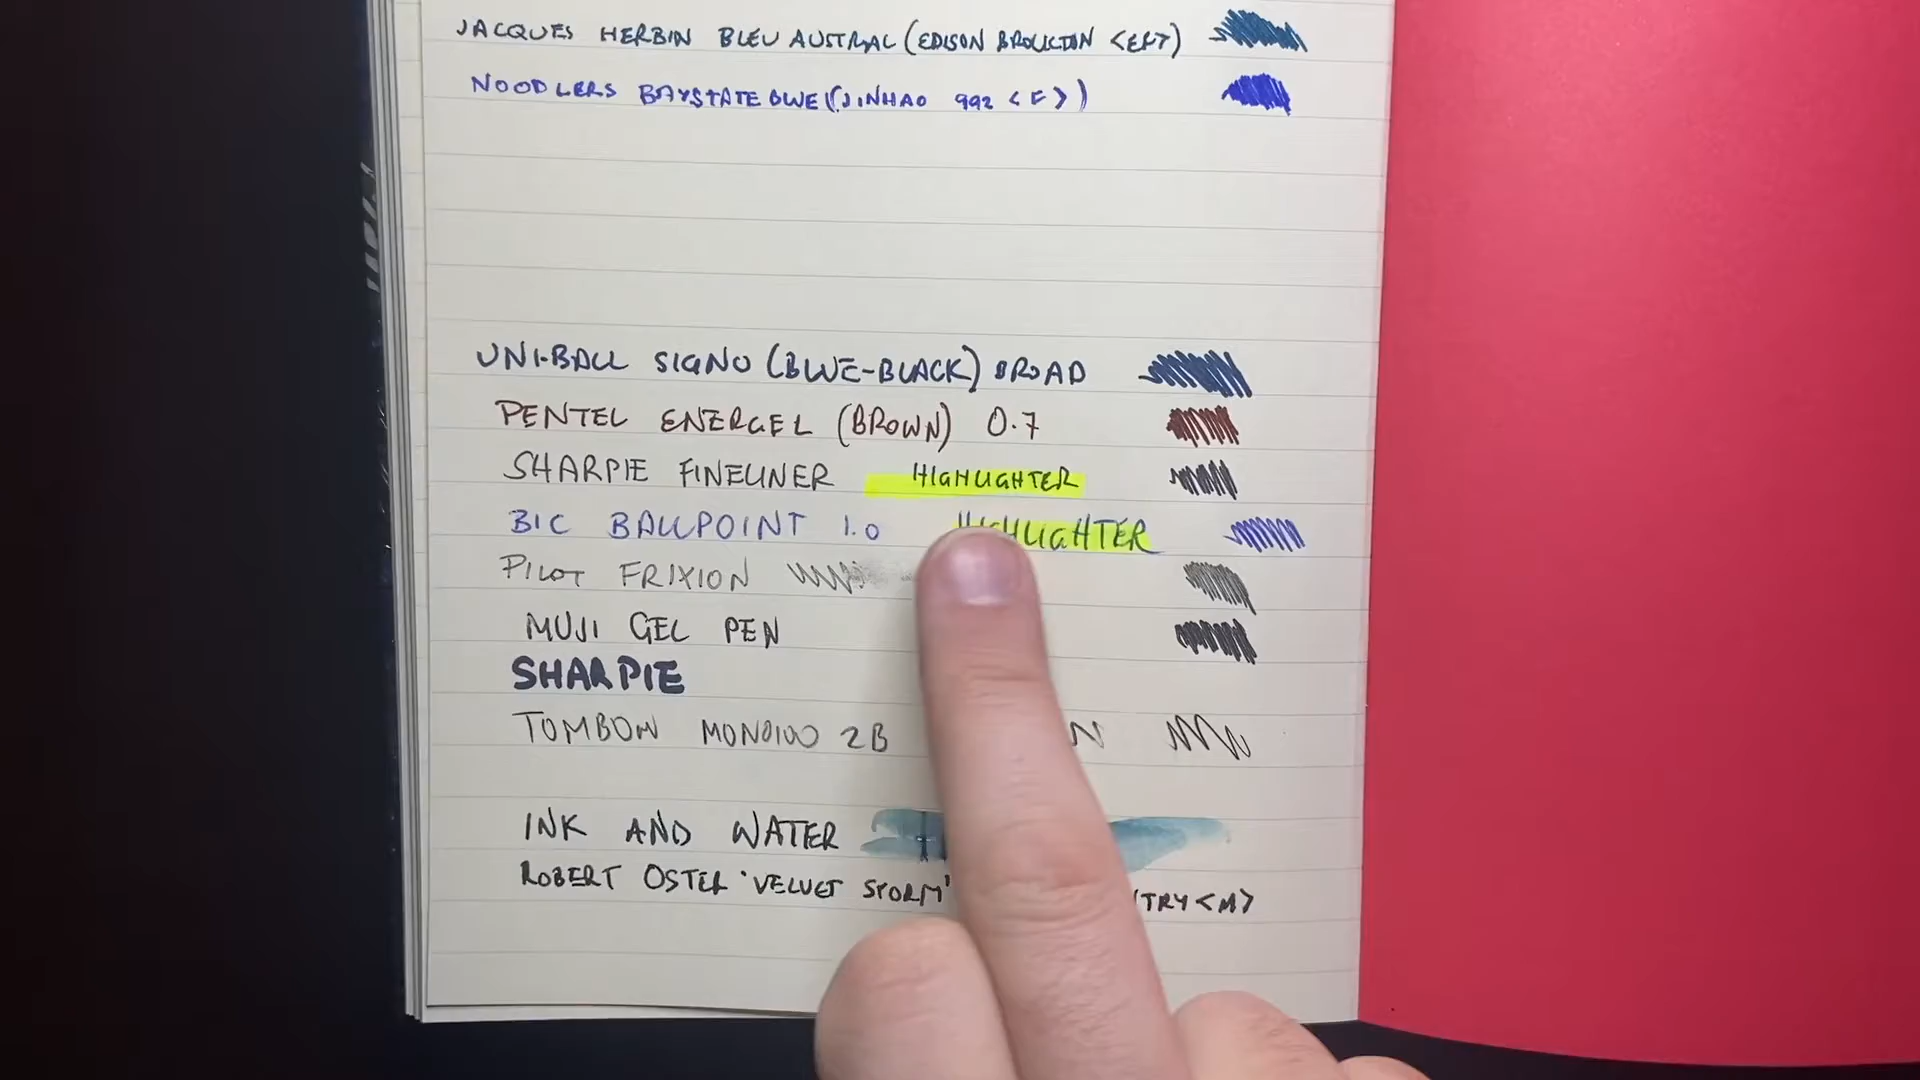 JACQUES HERBIN BLEU AUSTRAL (EDISON BROCKTON <EF>)
NOODLERS BAYSTATE BLUE (JINHAO 992 <F>)
UNI-BALL SIGNO (BLUE-BLACK) BROAD
PENTEL ENERGEL (BROWN) 0.7
SHARPIE FINELINER HIGHLIGHTER
BIC BALLPOINT 1.0 HIGHLIGHTER
PILOT FRIXION
MUJI GEL PEN
SHARPIE
TOMBOW MONO100 2B
INK AND WATER
ROBERT OSTER 'VELVET STORM' <M>